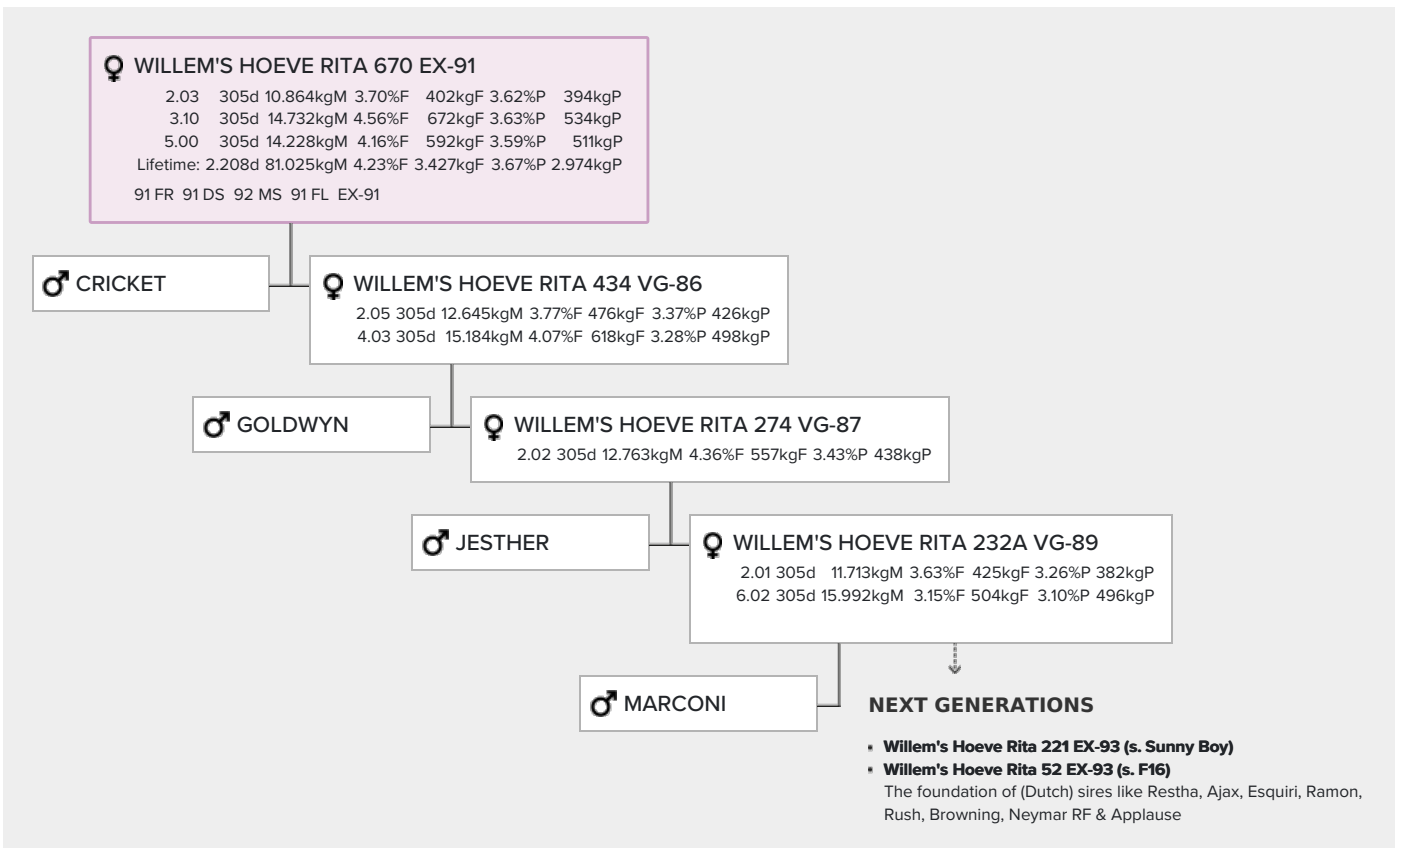 WILLEM'S HOEVE RITA 670 EX-91
2.03 305d 10.864kgM 3.70%F 402kgF 3.62%P 394kgP
3.10 305d 14.732kgM 4.56%F 672kgF 3.63%P 534kgP
5.00 305d 14.228kgM 4.16%F 592kgF 3.59%P 511kgP
Lifetime: 2.208d 81.025kgM 4.23%F 3.427kgF 3.67%P 2.974kgP
91 FR 91 DS 92 MS 91 FL EX-91
CRICKET
WILLEM'S HOEVE RITA 434 VG-86
2.05 305d 12.645kgM 3.77%F 476kgF 3.37%P 426kgP
4.03 305d 15.184kgM 4.07%F 618kgF 3.28%P 498kgP
GOLDWYN
WILLEM'S HOEVE RITA 274 VG-87
2.02 305d 12.763kgM 4.36%F 557kgF 3.43%P 438kgP
JESTHER
WILLEM'S HOEVE RITA 232A VG-89
2.01 305d 11.713kgM 3.63%F 425kgF 3.26%P 382kgP
6.02 305d 15.992kgM 3.15%F 504kgF 3.10%P 496kgP
MARCONI
NEXT GENERATIONS
Willem's Hoeve Rita 221 EX-93 (s. Sunny Boy)
Willem's Hoeve Rita 52 EX-93 (s. F16)
The foundation of (Dutch) sires like Restha, Ajax, Esquiri, Ramon,
Rush, Browning, Neymar RF & Applause